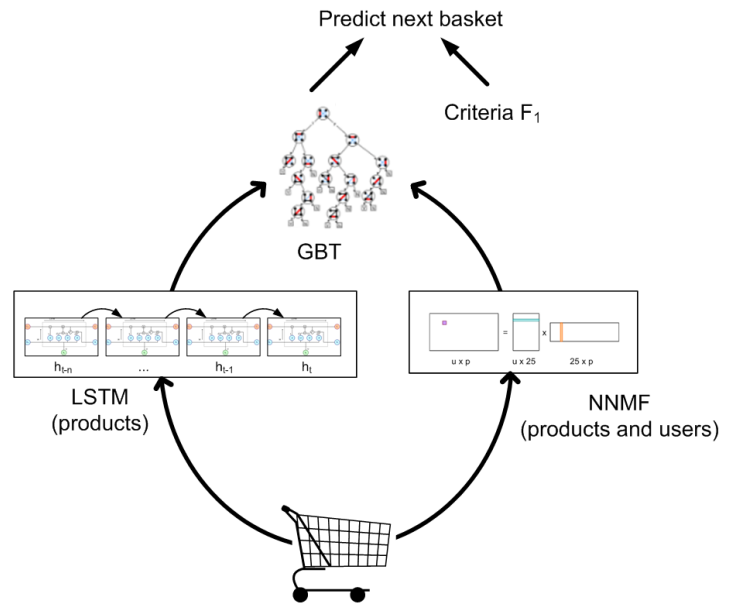 Predict next basket
Criteria F₁
GBT
hₜ₋ₙ
...
hₜ₋₁
hₜ
u x p
=
u x 25
x
25 x p
LSTM
(products)
NNMF
(products and users)